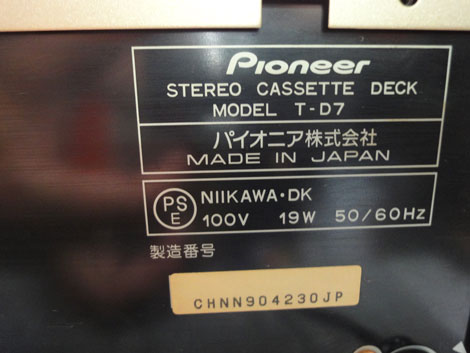 Pioneer
STEREO CASSETTE DECK
MODEL T-D7
パイオニア株式会社
MADE IN JAPAN
PS
E
NIIKAWA・DK
100V 19W 50/60Hz
製造番号
CHNN904230JP